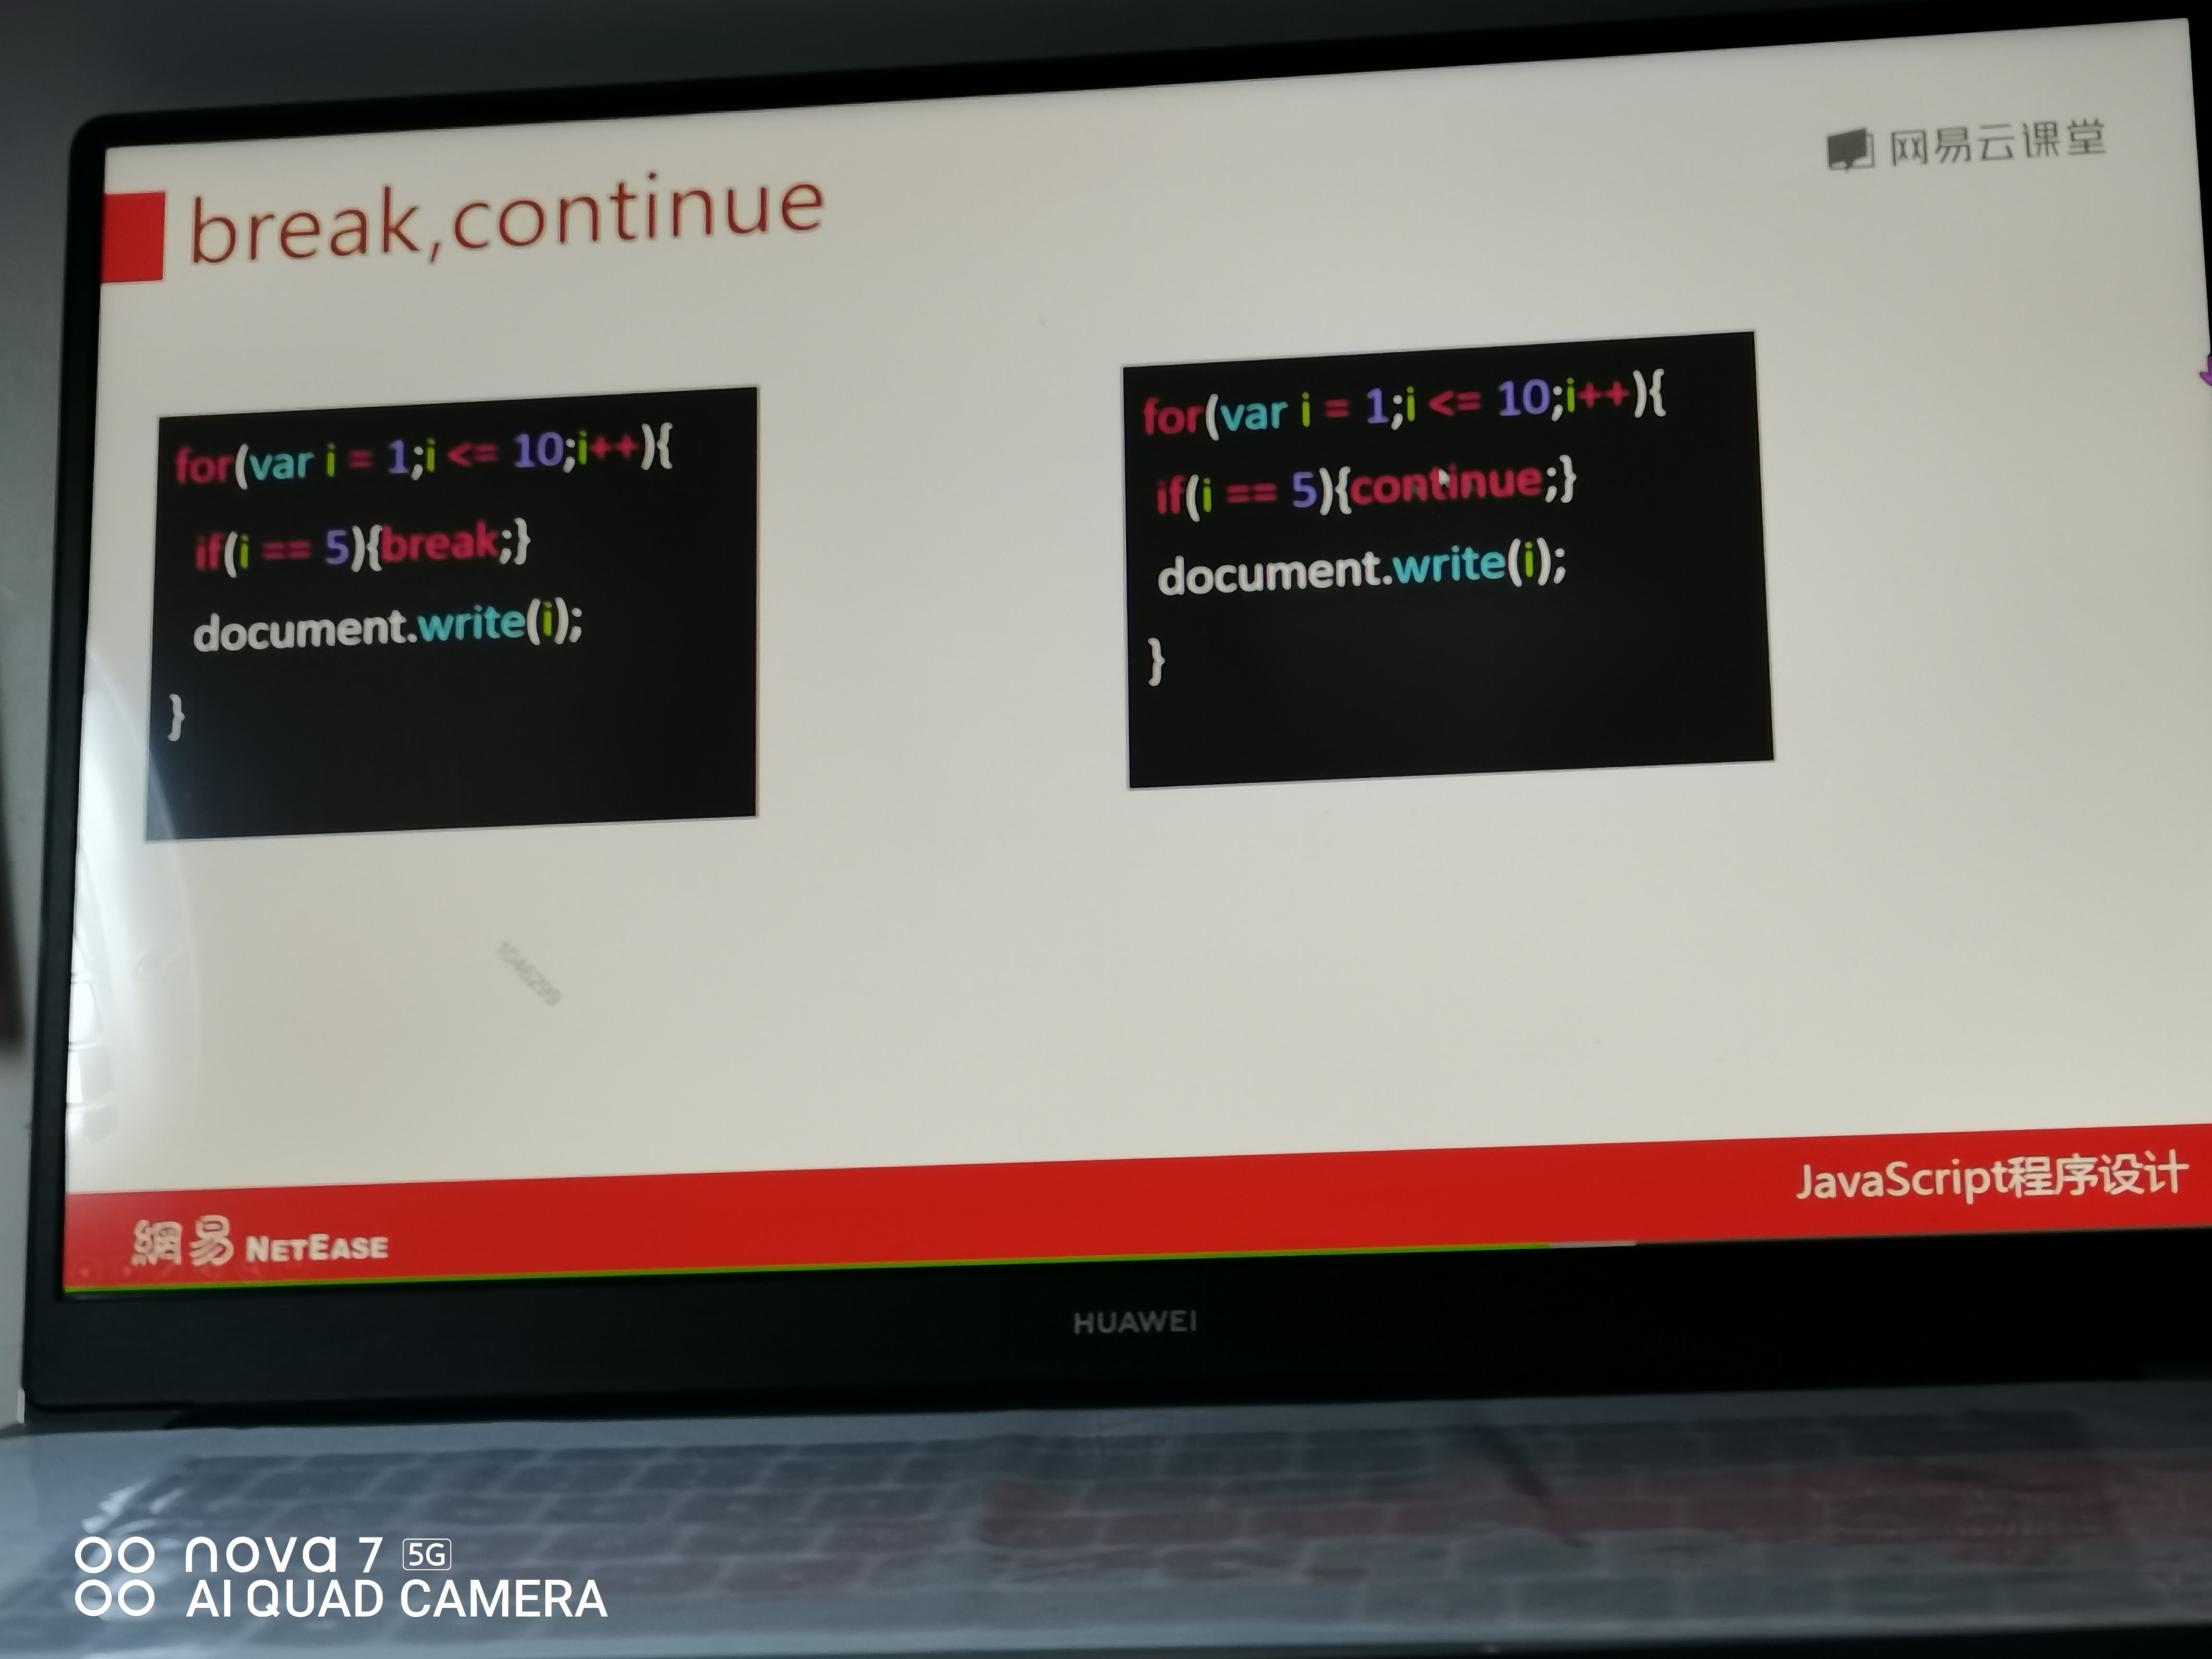 网易云课堂
break,continue
for(var i = 1;i <= 10;i++){
if(i == 5){break;}
document.write(i);
}
for(var i = 1;i <= 10;i++){
if(i == 5){continue;}
document.write(i);
}
1046299
JavaScript程序设计
網易 NETEASE
HUAWEI
nova 7 5G
AI QUAD CAMERA